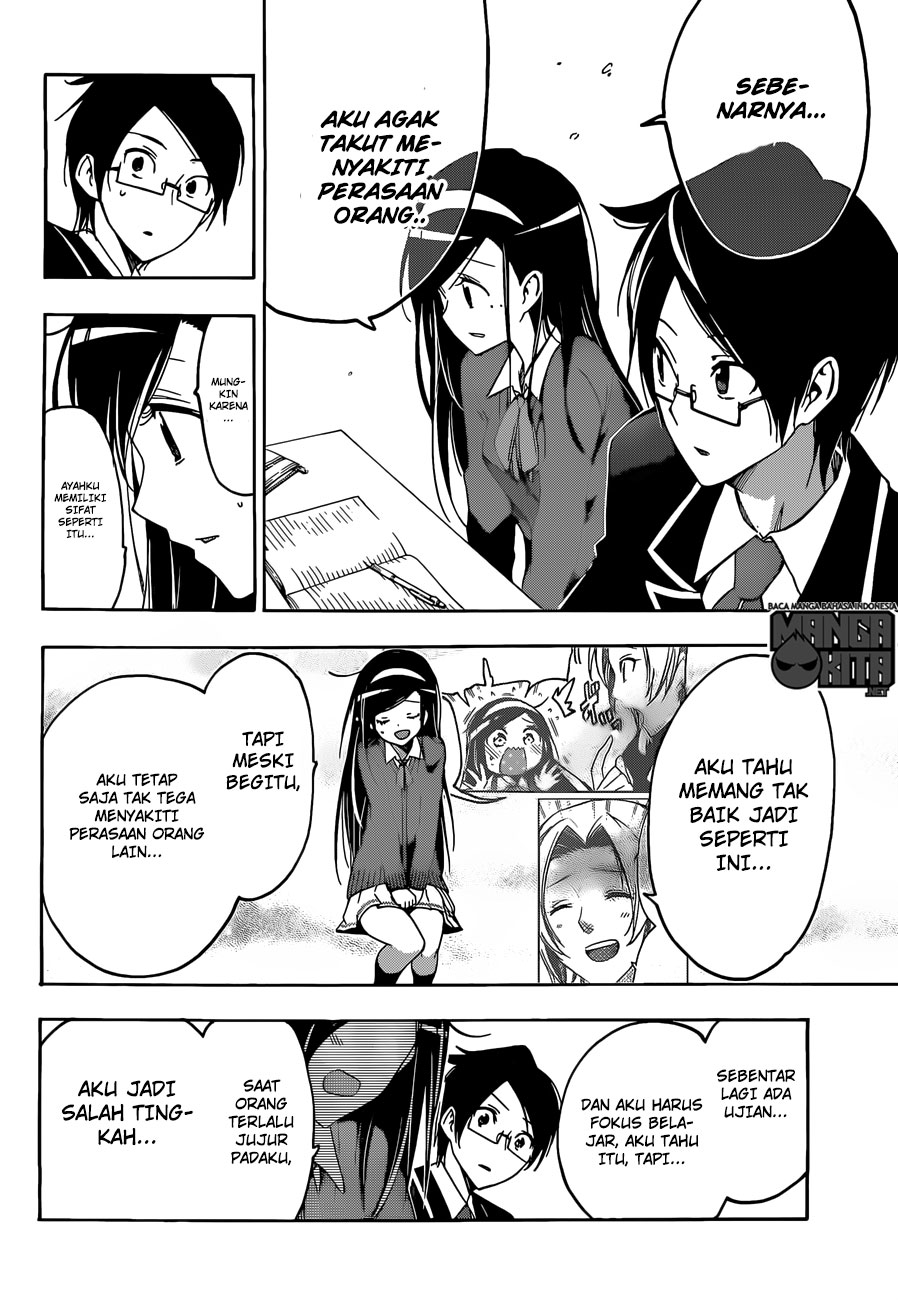 SEBE-
NARNYA...
AKU AGAK
TAKUT ME-
NYAKITI
PERASAAN
ORANG..
MUNG-
KIN
KARENA
...
AYAHKU
MEMILIKI
SIFAT
SEPERTI
ITU...
BACA MANGA BAHASA INDONESIA
MANGA
KITA
.NET
AKU TAHU
MEMANG TAK
BAIK JADI
SEPERTI
INI...
TAPI
MESKI
BEGITU,
AKU TETAP
SAJA TAK TEGA
MENYAKITI
PERASAAN ORANG
LAIN...
SEBENTAR
LAGI ADA
UJIAN...
DAN AKU HARUS
FOKUS BELA-
JAR, AKU TAHU
ITU, TAPI...
SAAT
ORANG
TERLALU
JUJUR
PADAKU,
AKU JADI
SALAH TING-
KAH...